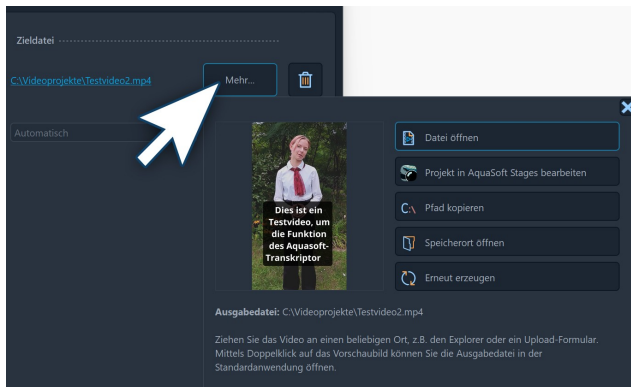 Zieldatei
C:\Videoprojekte\Testvideo2.mp4
Mehr...
Automatisch
Dies ist ein
Testvideo, um
die Funktion
des Aquasoft-
Transkriptor
Datei öffnen
Projekt in AquaSoft Stages bearbeiten
C:\ Pfad kopieren
Speicherort öffnen
Erneut erzeugen
Ausgabedatei: C:\Videoprojekte\Testvideo2.mp4
Ziehen Sie das Video an einen beliebigen Ort, z.B. den Explorer oder ein Upload-Formular.
Mittels Doppelklick auf das Vorschaubild können Sie die Ausgabedatei in der
Standardanwendung öffnen.